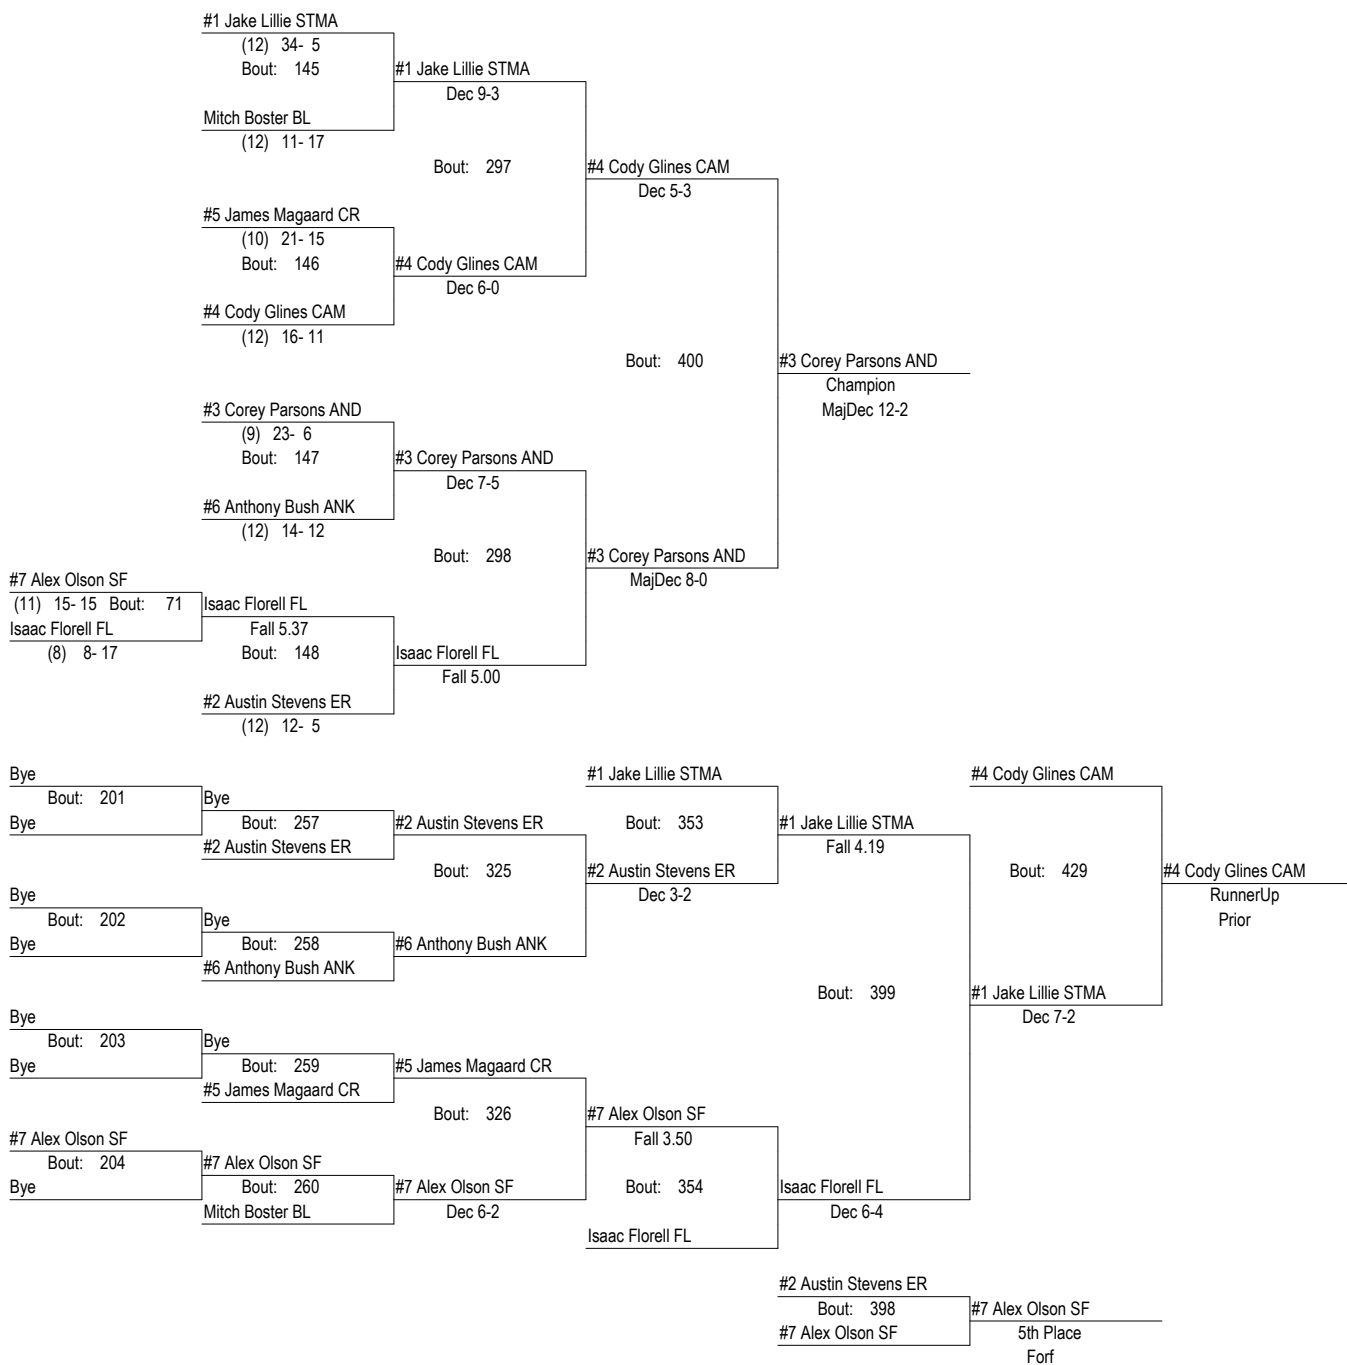 #1 Jake Lillie STMA
(12) 34- 5
Bout: 145
#1 Jake Lillie STMA
Dec 9-3
Mitch Boster BL
(12) 11- 17
Bout: 297
#4 Cody Glines CAM
Dec 5-3
#5 James Magaard CR
(10) 21- 15
Bout: 146
#4 Cody Glines CAM
Dec 6-0
#4 Cody Glines CAM
(12) 16- 11
Bout: 400
#3 Corey Parsons AND
Champion
MajDec 12-2
#3 Corey Parsons AND
(9) 23- 6
Bout: 147
#3 Corey Parsons AND
Dec 7-5
#6 Anthony Bush ANK
(12) 14- 12
Bout: 298
#3 Corey Parsons AND
MajDec 8-0
#7 Alex Olson SF
(11) 15- 15 Bout: 71
Isaac Florell FL
Isaac Florell FL
Fall 5.37
(8) 8- 17
Bout: 148
Isaac Florell FL
Fall 5.00
#2 Austin Stevens ER
(12) 12- 5
Bye
Bout: 201
Bye
Bye
Bout: 257
#2 Austin Stevens ER
#2 Austin Stevens ER
#1 Jake Lillie STMA
Bout: 353
#1 Jake Lillie STMA
Fall 4.19
#4 Cody Glines CAM
Bout: 325
#2 Austin Stevens ER
Dec 3-2
Bout: 429
#4 Cody Glines CAM
RunnerUp
Prior
Bye
Bout: 202
Bye
Bye
Bout: 258
#6 Anthony Bush ANK
#6 Anthony Bush ANK
Bout: 399
#1 Jake Lillie STMA
Dec 7-2
Bye
Bout: 203
Bye
Bye
Bout: 259
#5 James Magaard CR
#5 James Magaard CR
Bout: 326
#7 Alex Olson SF
Fall 3.50
#7 Alex Olson SF
Bout: 204
Bye
#7 Alex Olson SF
Bout: 260
Mitch Boster BL
#7 Alex Olson SF
Dec 6-2
Bout: 354
Isaac Florell FL
Dec 6-4
Isaac Florell FL
#2 Austin Stevens ER
Bout: 398
#7 Alex Olson SF
#7 Alex Olson SF
5th Place
Forf